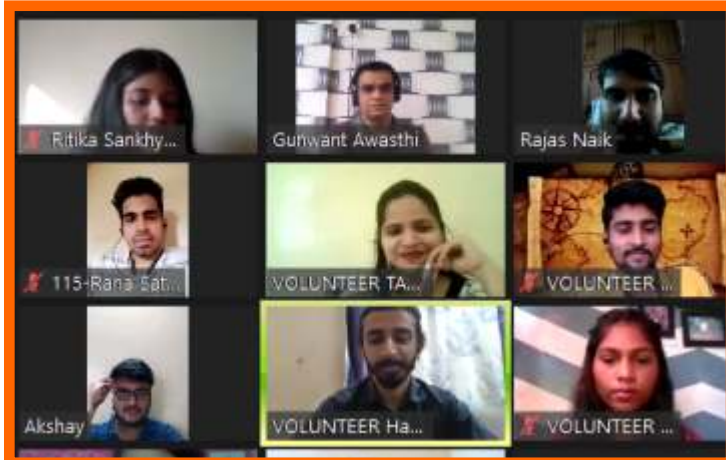 Ritika Sankhy...
Gunwant Awasthi
Rajas Naik
115-Rana Sat...
VOLUNTEER TA...
VOLUNTEER ...
Akshay
VOLUNTEER Ha...
VOLUNTEER ...